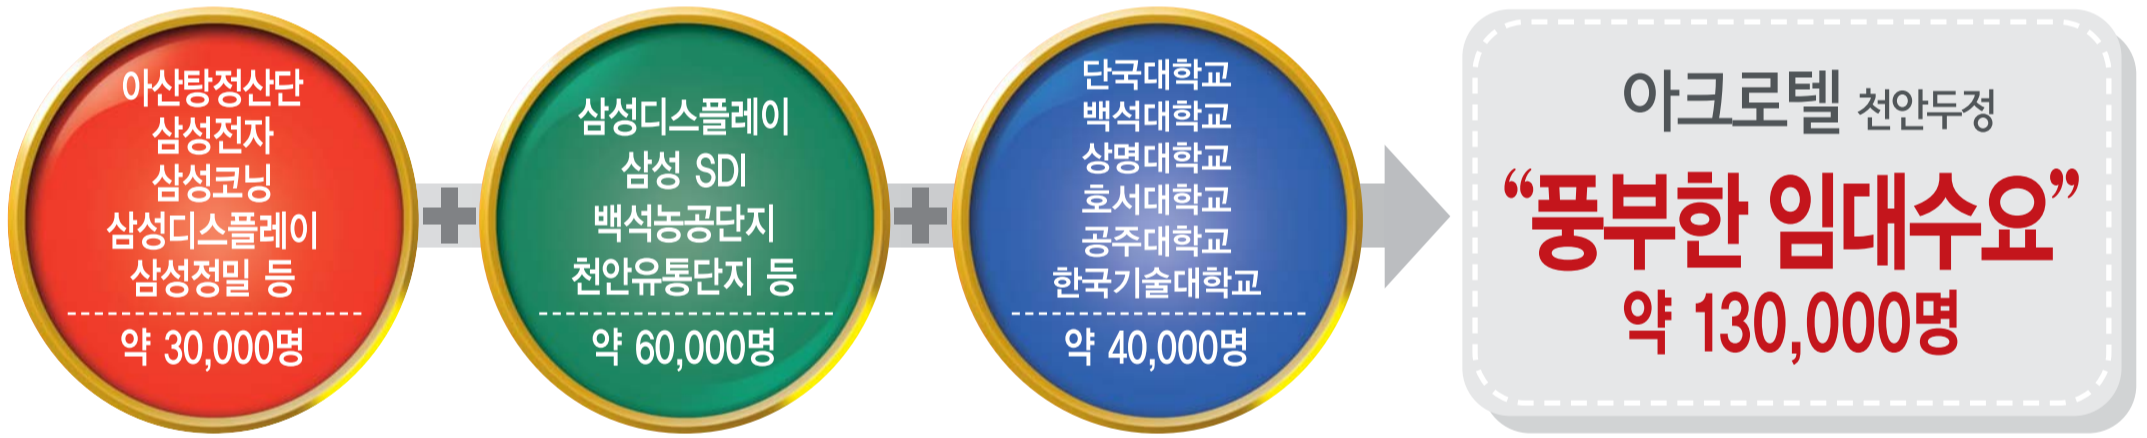 아산탕정산단
삼성전자
삼성코닝
삼성디스플레이
삼성정밀 등
약 30,000명
+
삼성디스플레이
삼성 SDI
백석농공단지
천안유통단지 등
약 60,000명
+
단국대학교
백석대학교
상명대학교
호서대학교
공주대학교
한국기술대학교
약 40,000명
아크로텔 천안두정
“풍부한 임대수요”
약 130,000명